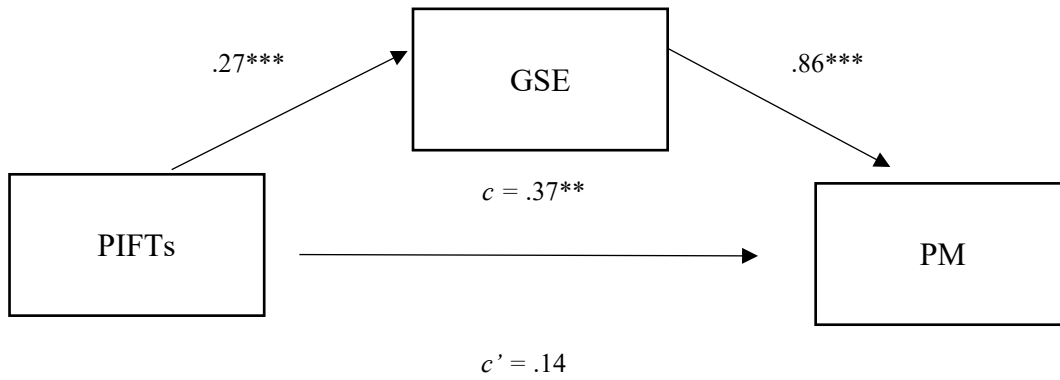 .27***
GSE
.86***
c = .37**
PIFTs
PM
c’ = .14